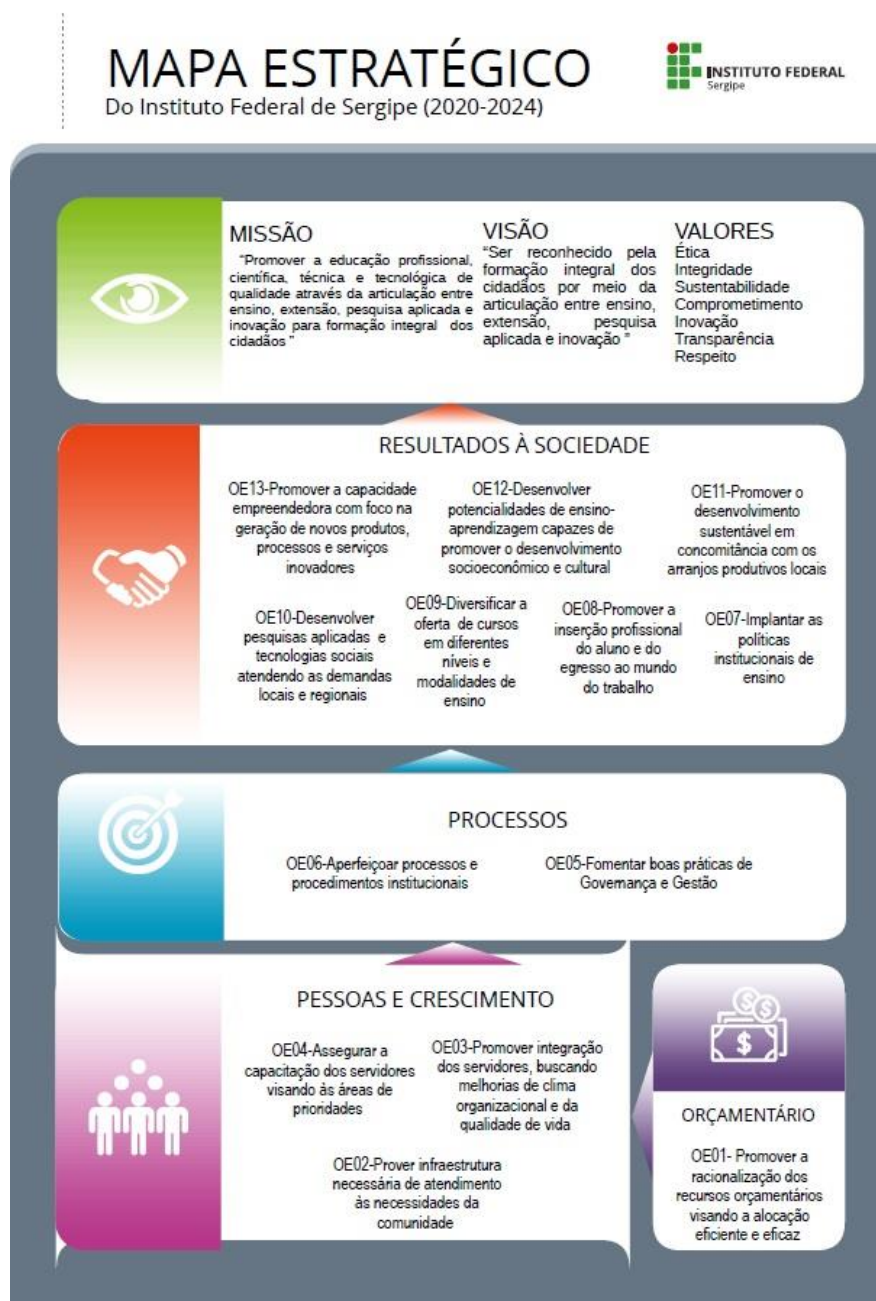 MAPA ESTRATÉGICO
Do Instituto Federal de Sergipe (2020-2024)
INSTITUTO FEDERAL
Sergipe
MISSÃO
"Promover a educação profissional,
científica, técnica e tecnológica de
qualidade através da articulação entre
ensino, extensão, pesquisa aplicada e
inovação para formação integral dos
cidadãos "
VISÃO
"Ser reconhecido pela
formação integral dos
cidadãos por meio da
articulação entre ensino,
extensão, pesquisa
aplicada e inovação "
VALORES
Ética
Integridade
Sustentabilidade
Comprometimento
Inovação
Transparência
Respeito
RESULTADOS À SOCIEDADE
OE13-Promover a capacidade
empreendedora com foco na
geração de novos produtos,
processos e serviços
inovadores
OE12-Desenvolver
potencialidades de ensino-
aprendizagem capazes de
promover o desenvolvimento
socioeconômico e cultural
OE11-Promover o
desenvolvimento
sustentável em
concomitância com os
arranjos produtivos locais
OE10-Desenvolver
pesquisas aplicadas e
tecnologias sociais
atendendo as demandas
locais e regionais
OE09-Diversificar a
oferta de cursos
em diferentes
níveis e
modalidades de
ensino
OE08-Promover a
inserção profissional
do aluno e do
egresso ao mundo
do trabalho
OE07-Implantar as
políticas
institucionais de
ensino
PROCESSOS
OE06-Aperfeiçoar processos e
procedimentos institucionais
OE05-Fomentar boas práticas de
Governança e Gestão
PESSOAS E CRESCIMENTO
OE04-Assegurar a
capacitação dos servidores
visando às áreas de
prioridades
OE03-Promover integração
dos servidores, buscando
melhorias de clima
organizacional e da
qualidade de vida
OE02-Prover infraestrutura
necessária de atendimento
às necessidades da
comunidade
$
ORÇAMENTÁRIO
OE01- Promover a
racionalização dos
recursos orçamentários
visando a alocação
eficiente e eficaz